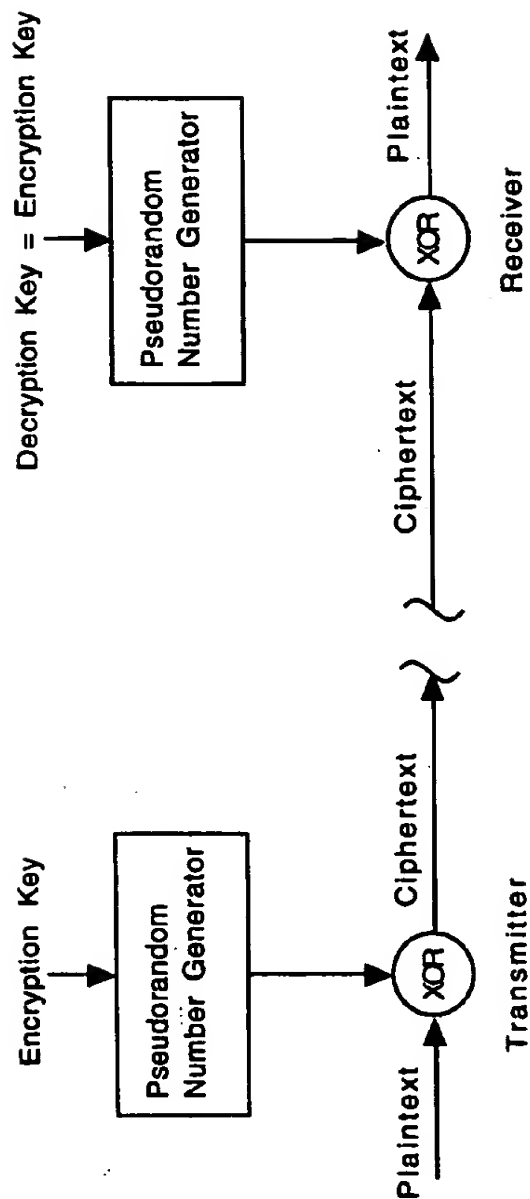 Encryption Key
Pseudorandom
Number Generator
Plaintext
XOR
Ciphertext
Transmitter
Decryption Key = Encryption Key
Pseudorandom
Number Generator
Ciphertext
XOR
Plaintext
Receiver